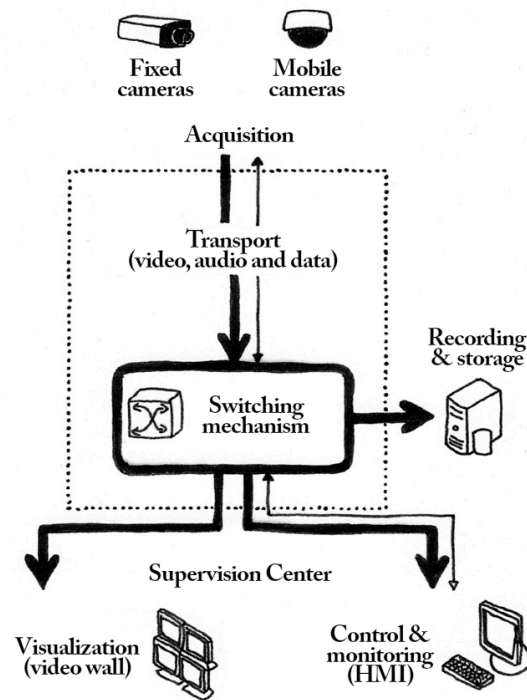 Fixed
cameras
Mobile
cameras
Acquisition
Transport
(video, audio and data)
Recording
& storage
Switching
mechanism
Supervision Center
Visualization
(video wall)
Control &
monitoring
(HMI)